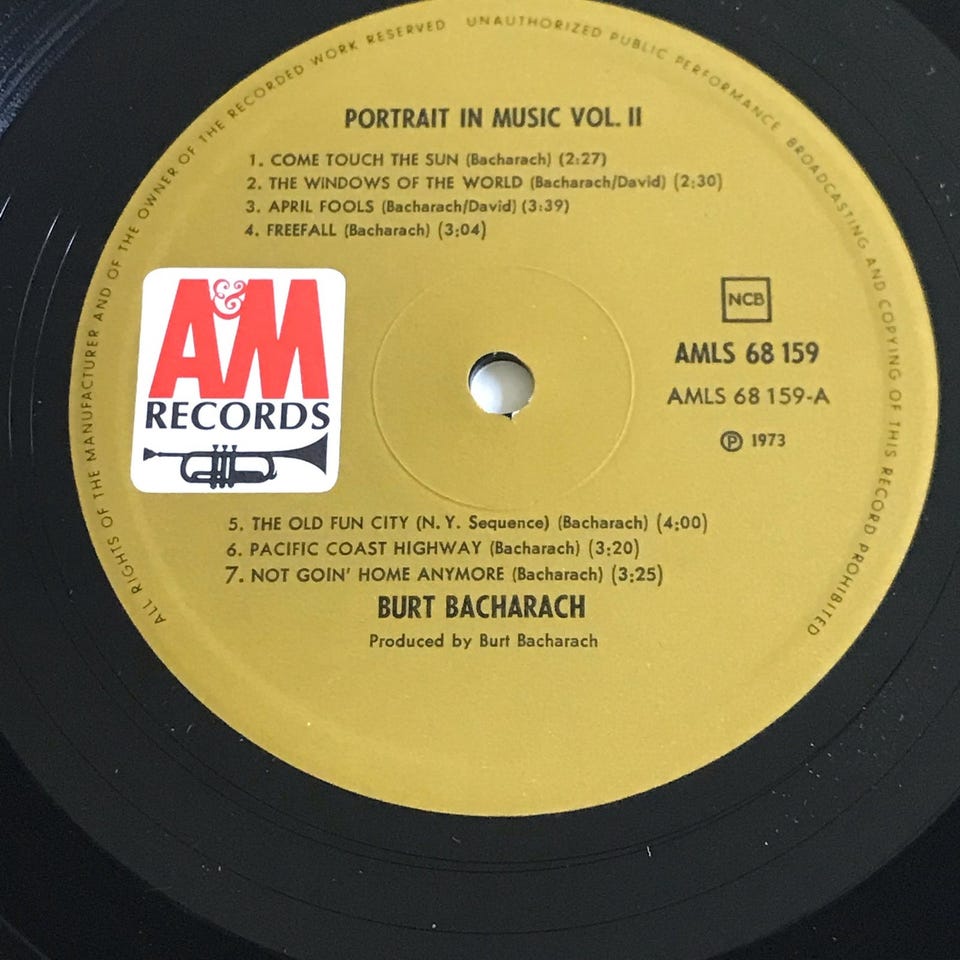 ALL RIGHTS OF THE MANUFACTURER AND OF THE OWNER OF THE RECORDED WORK RESERVED UNAUTHORIZED PUBLIC PERFORMANCE BROADCASTING AND COPYING OF THIS RECORD PROHIBITED
PORTRAIT IN MUSIC VOL. II
1. COME TOUCH THE SUN (Bacharach) (2:27)
2. THE WINDOWS OF THE WORLD (Bacharach/David) (2:30)
3. APRIL FOOLS (Bacharach/David) (3:39)
4. FREEFALL (Bacharach) (3:04)
A&M
RECORDS
NCB
AMLS 68 159
AMLS 68 159-A
Ⓟ 1973
5. THE OLD FUN CITY (N.Y. Sequence) (Bacharach) (4:00)
6. PACIFIC COAST HIGHWAY (Bacharach) (3:20)
7. NOT GOIN' HOME ANYMORE (Bacharach) (3:25)
BURT BACHARACH
Produced by Burt Bacharach